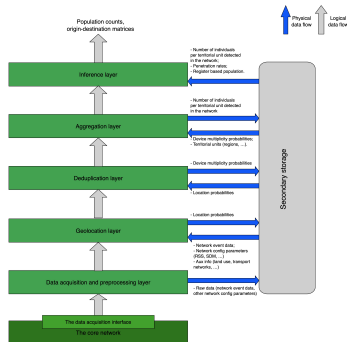 Population counts,
origin-destination matrices
Physical
data flow
Logical
data flow
- Number of individuals
per territorial unit detected
in the network;
- Penetration rates;
- Register based population.
Inference layer
- Number of individuals
per territorial unit detected
in the network
Aggregation layer
- Device multiplicity probabilities;
- Territorial units (regions, ...).
- Device multiplicity probabilities
Deduplication layer
- Location probabilities
Secondary storage
- Location probabilities
Geolocation layer
- Network event data;
- Network config parameters
(RSS, SDM, ...)
- Aux info (land use, transport
networks, ...)
Data acquisition and preprocessing layer
- Raw data (network event data,
other network config parameters)
The data acquisition interface
The core network